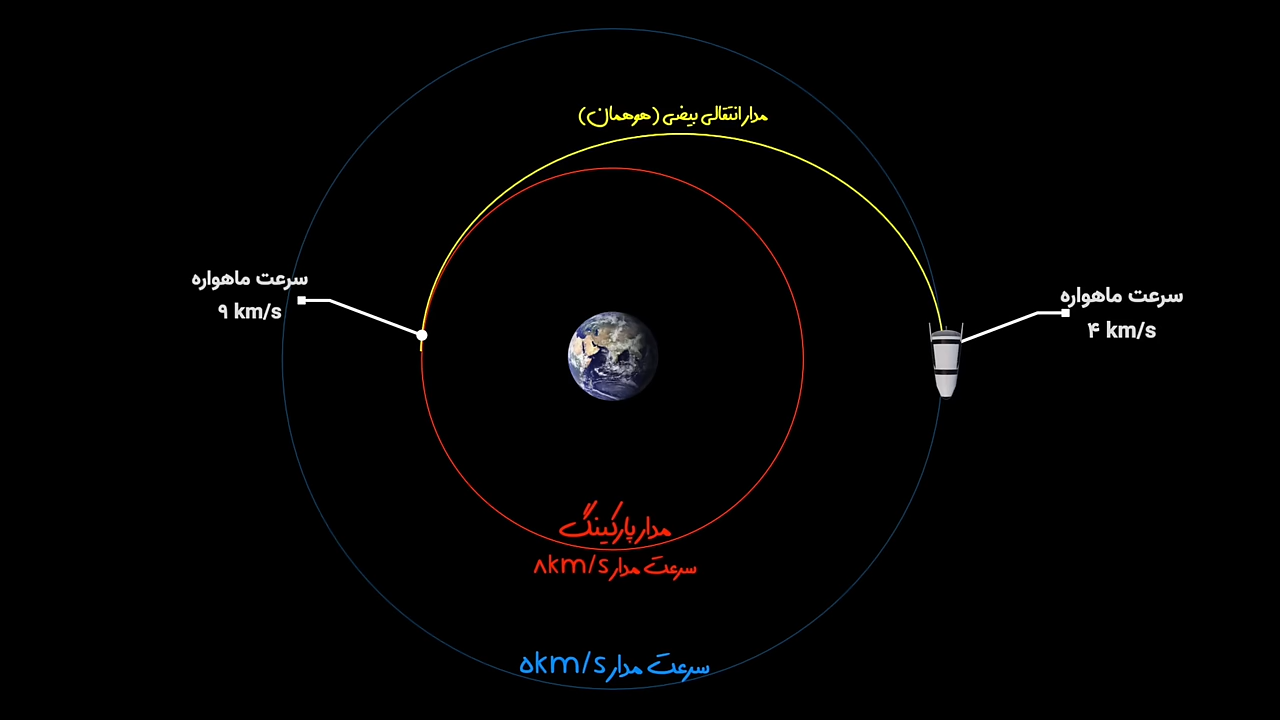 مدار انتقالی بیضی (هوهمان)
سرعت ماهواره
۹ km/s
سرعت ماهواره
۴ km/s
مدار پارکینگ
سرعت مدار ۸km/s
سرعت مدار ۵km/s